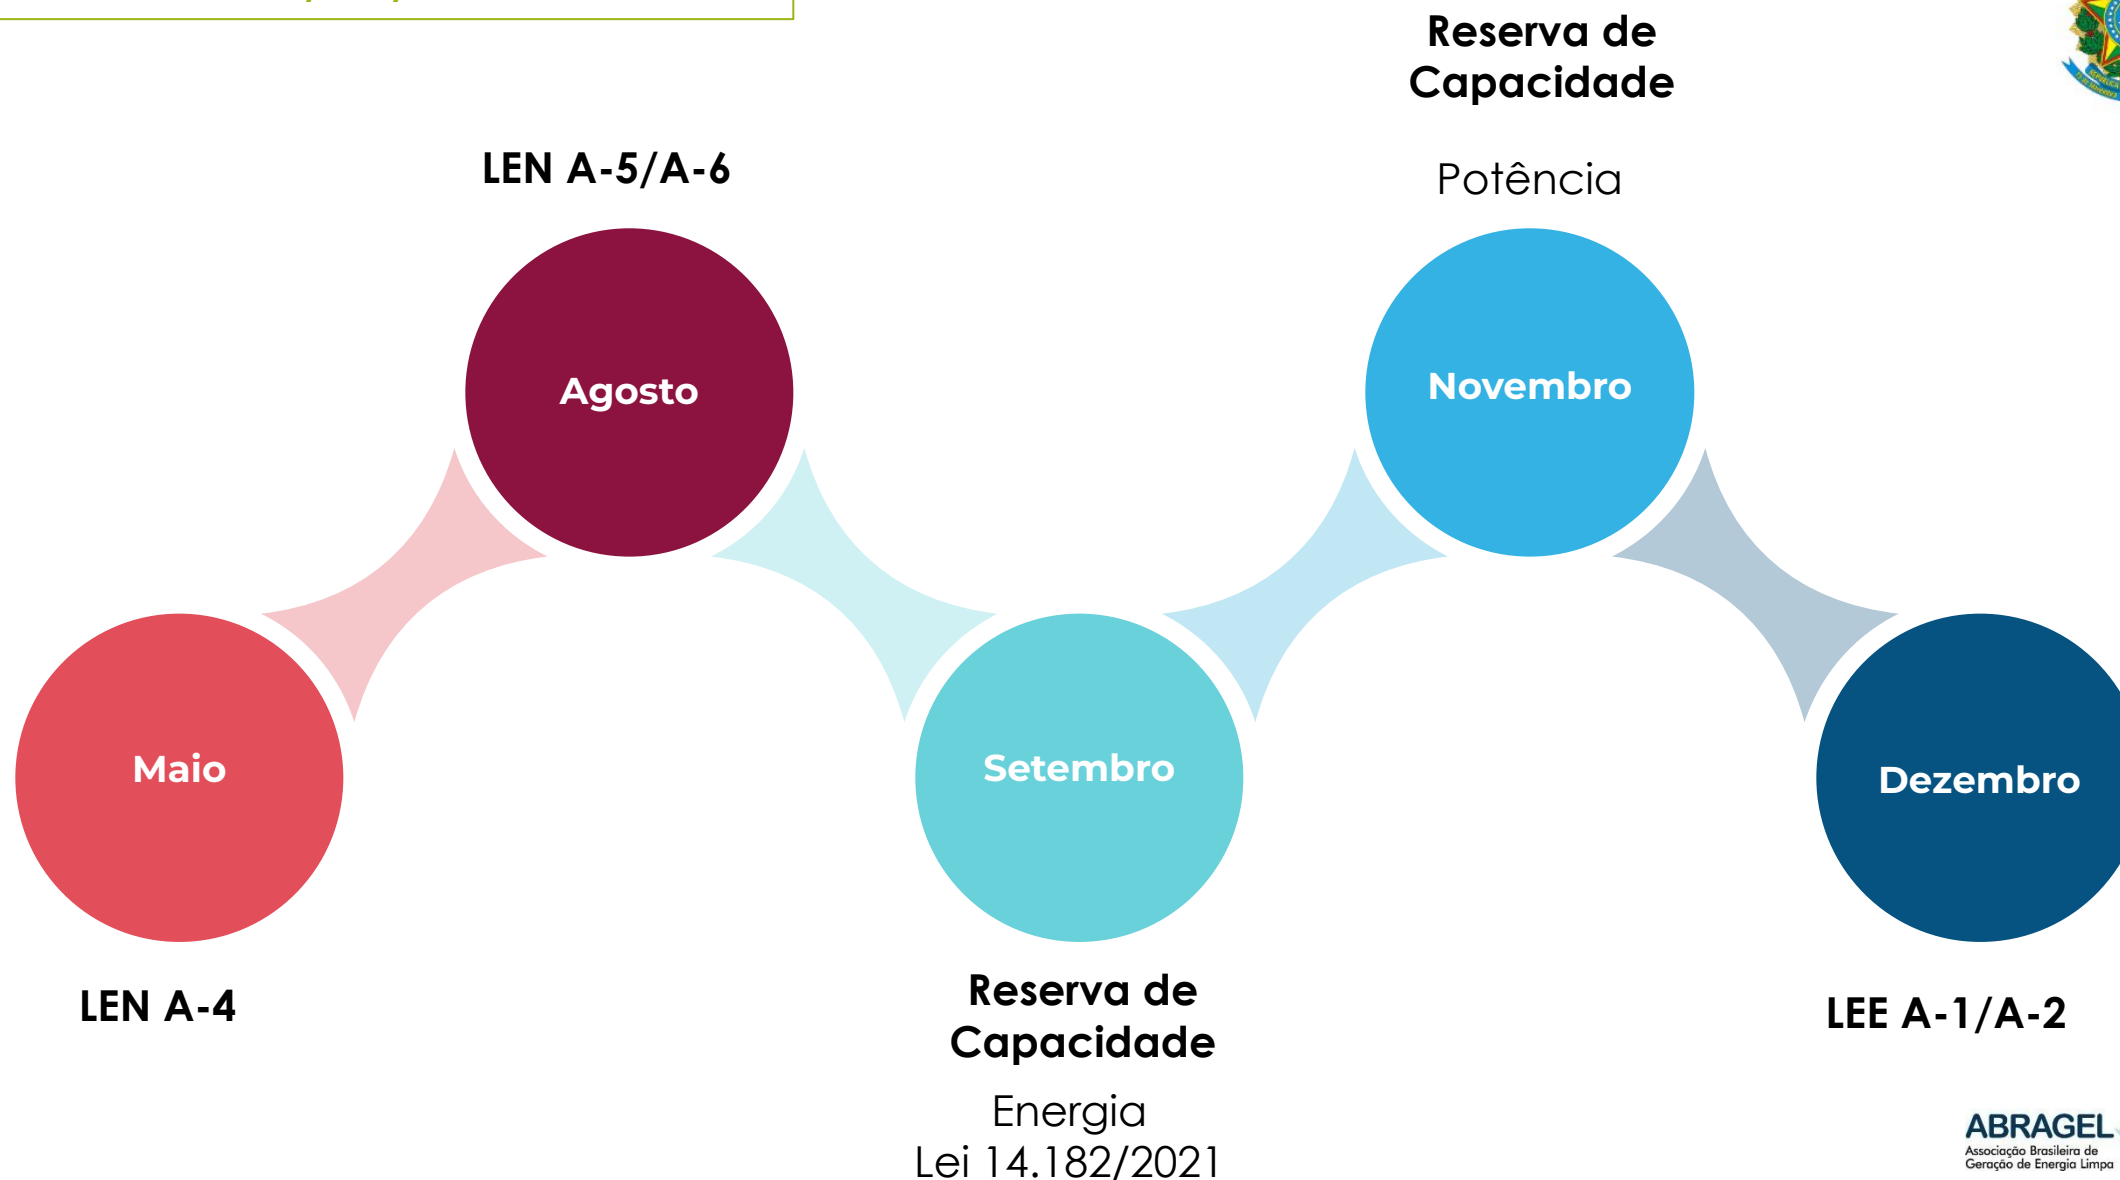 Reserva de
Capacidade
Potência
LEN A-5/A-6
Agosto
Novembro
Maio
Setembro
Dezembro
LEN A-4
Reserva de
Capacidade
Energia
Lei 14.182/2021
LEE A-1/A-2
ABRAGEL
Associação Brasileira de
Geração de Energia Limpa